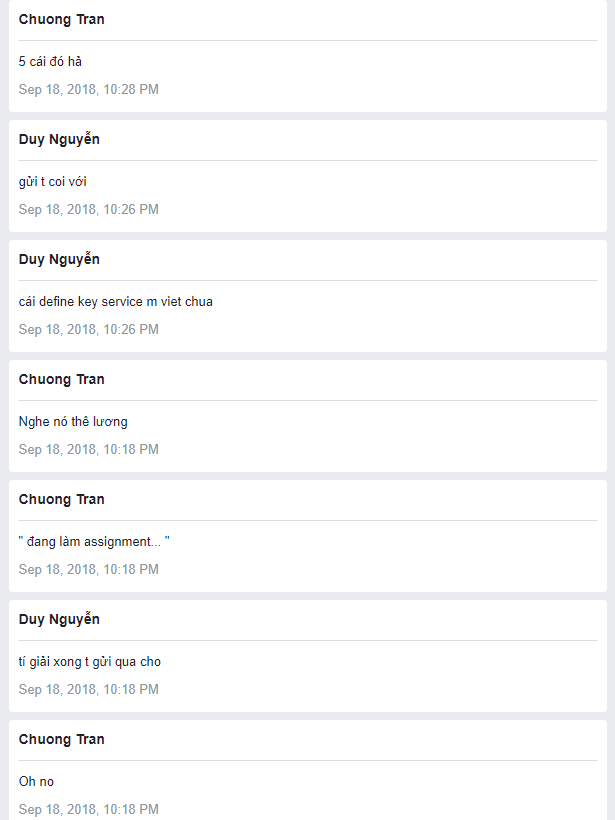 Chuong Tran
5 cái đó hả
Sep 18, 2018, 10:28 PM
Duy Nguyễn
gửi t coi với
Sep 18, 2018, 10:26 PM
Duy Nguyễn
cái define key service m viet chua
Sep 18, 2018, 10:26 PM
Chuong Tran
Nghe nó thê lương
Sep 18, 2018, 10:18 PM
Chuong Tran
" đang làm assignment... "
Sep 18, 2018, 10:18 PM
Duy Nguyễn
tí giải xong t gửi qua cho
Sep 18, 2018, 10:18 PM
Chuong Tran
Oh no
Sep 18, 2018, 10:18 PM